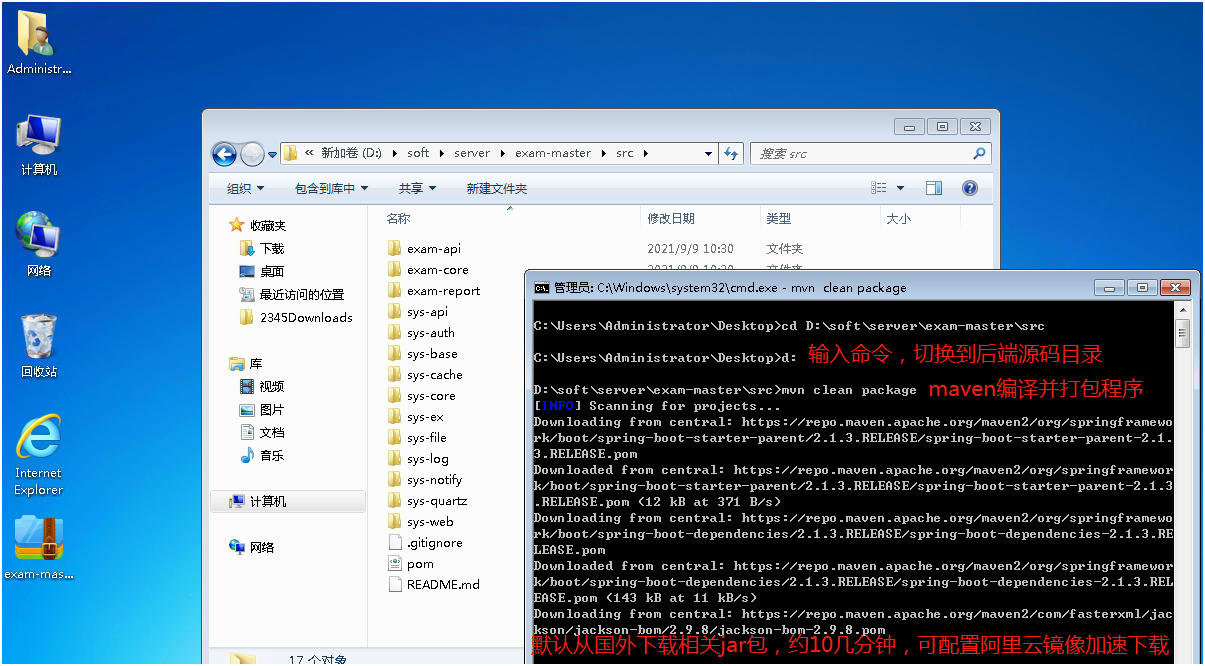 Administr...
计算机
网络
回收站
Internet
Explorer
exam-mas...
« 新加卷 (D:) ▸ soft ▸ server ▸ exam-master ▸ src ▸
搜索 src
组织 包含到库中 共享 新建文件夹
收藏夹
下载
桌面
最近访问的位置
2345Downloads
库
视频
图片
文档
音乐
计算机
网络
名称 修改日期 类型 大小
exam-api 2021/9/9 10:30 文件夹
exam-core 2021/9/9 10:30 文件夹
exam-report
sys-api
sys-auth
sys-base
sys-cache
sys-core
sys-ex
sys-file
sys-log
sys-notify
sys-quartz
sys-web
.gitignore
pom
README.md
17 个对象
管理员: C:\Windows\system32\cmd.exe - mvn  clean package
C:\Users\Administrator\Desktop>cd D:\soft\server\exam-master\src
C:\Users\Administrator\Desktop>d: 输入命令，切换到后端源码目录
D:\soft\server\exam-master\src>mvn clean package maven编译并打包程序
[INFO] Scanning for projects...
Downloading from central: https://repo.maven.apache.org/maven2/org/springframewo
rk/boot/spring-boot-starter-parent/2.1.3.RELEASE/spring-boot-starter-parent-2.1.
3.RELEASE.pom
Downloaded from central: https://repo.maven.apache.org/maven2/org/springframewor
k/boot/spring-boot-starter-parent/2.1.3.RELEASE/spring-boot-starter-parent-2.1.3
.RELEASE.pom (12 kB at 371 B/s)
Downloading from central: https://repo.maven.apache.org/maven2/org/springframewo
rk/boot/spring-boot-dependencies/2.1.3.RELEASE/spring-boot-dependencies-2.1.3.RE
LEASE.pom
Downloaded from central: https://repo.maven.apache.org/maven2/org/springframewor
k/boot/spring-boot-dependencies/2.1.3.RELEASE/spring-boot-dependencies-2.1.3.REL
EASE.pom (143 kB at 11 kB/s)
Downloading from central: https://repo.maven.apache.org/maven2/com/fasterxml/jac
kson/jackson-bom/2.9.8/jackson-bom-2.9.8.pom
默认从国外下载相关jar包，约10几分钟，可配置阿里云镜像加速下载